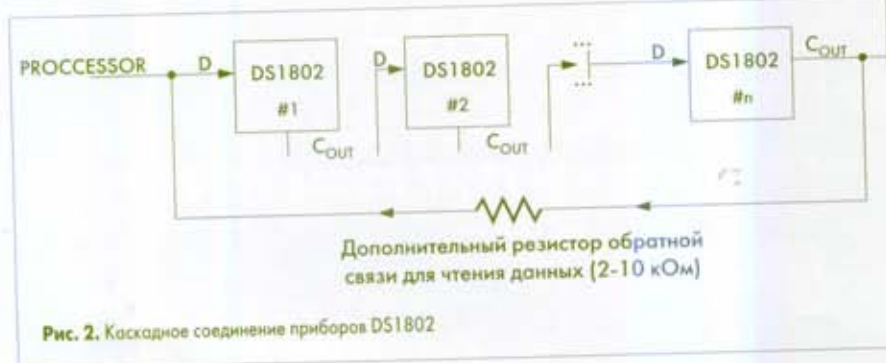 PROCCESSOR D DS1802 #1 COUT
D DS1802 #2 COUT
... ...
D DS1802 #n COUT
Дополнительный резистор обратной
связи для чтения данных (2-10 кОм)
Рис. 2. Каскадное соединение приборов DS1802